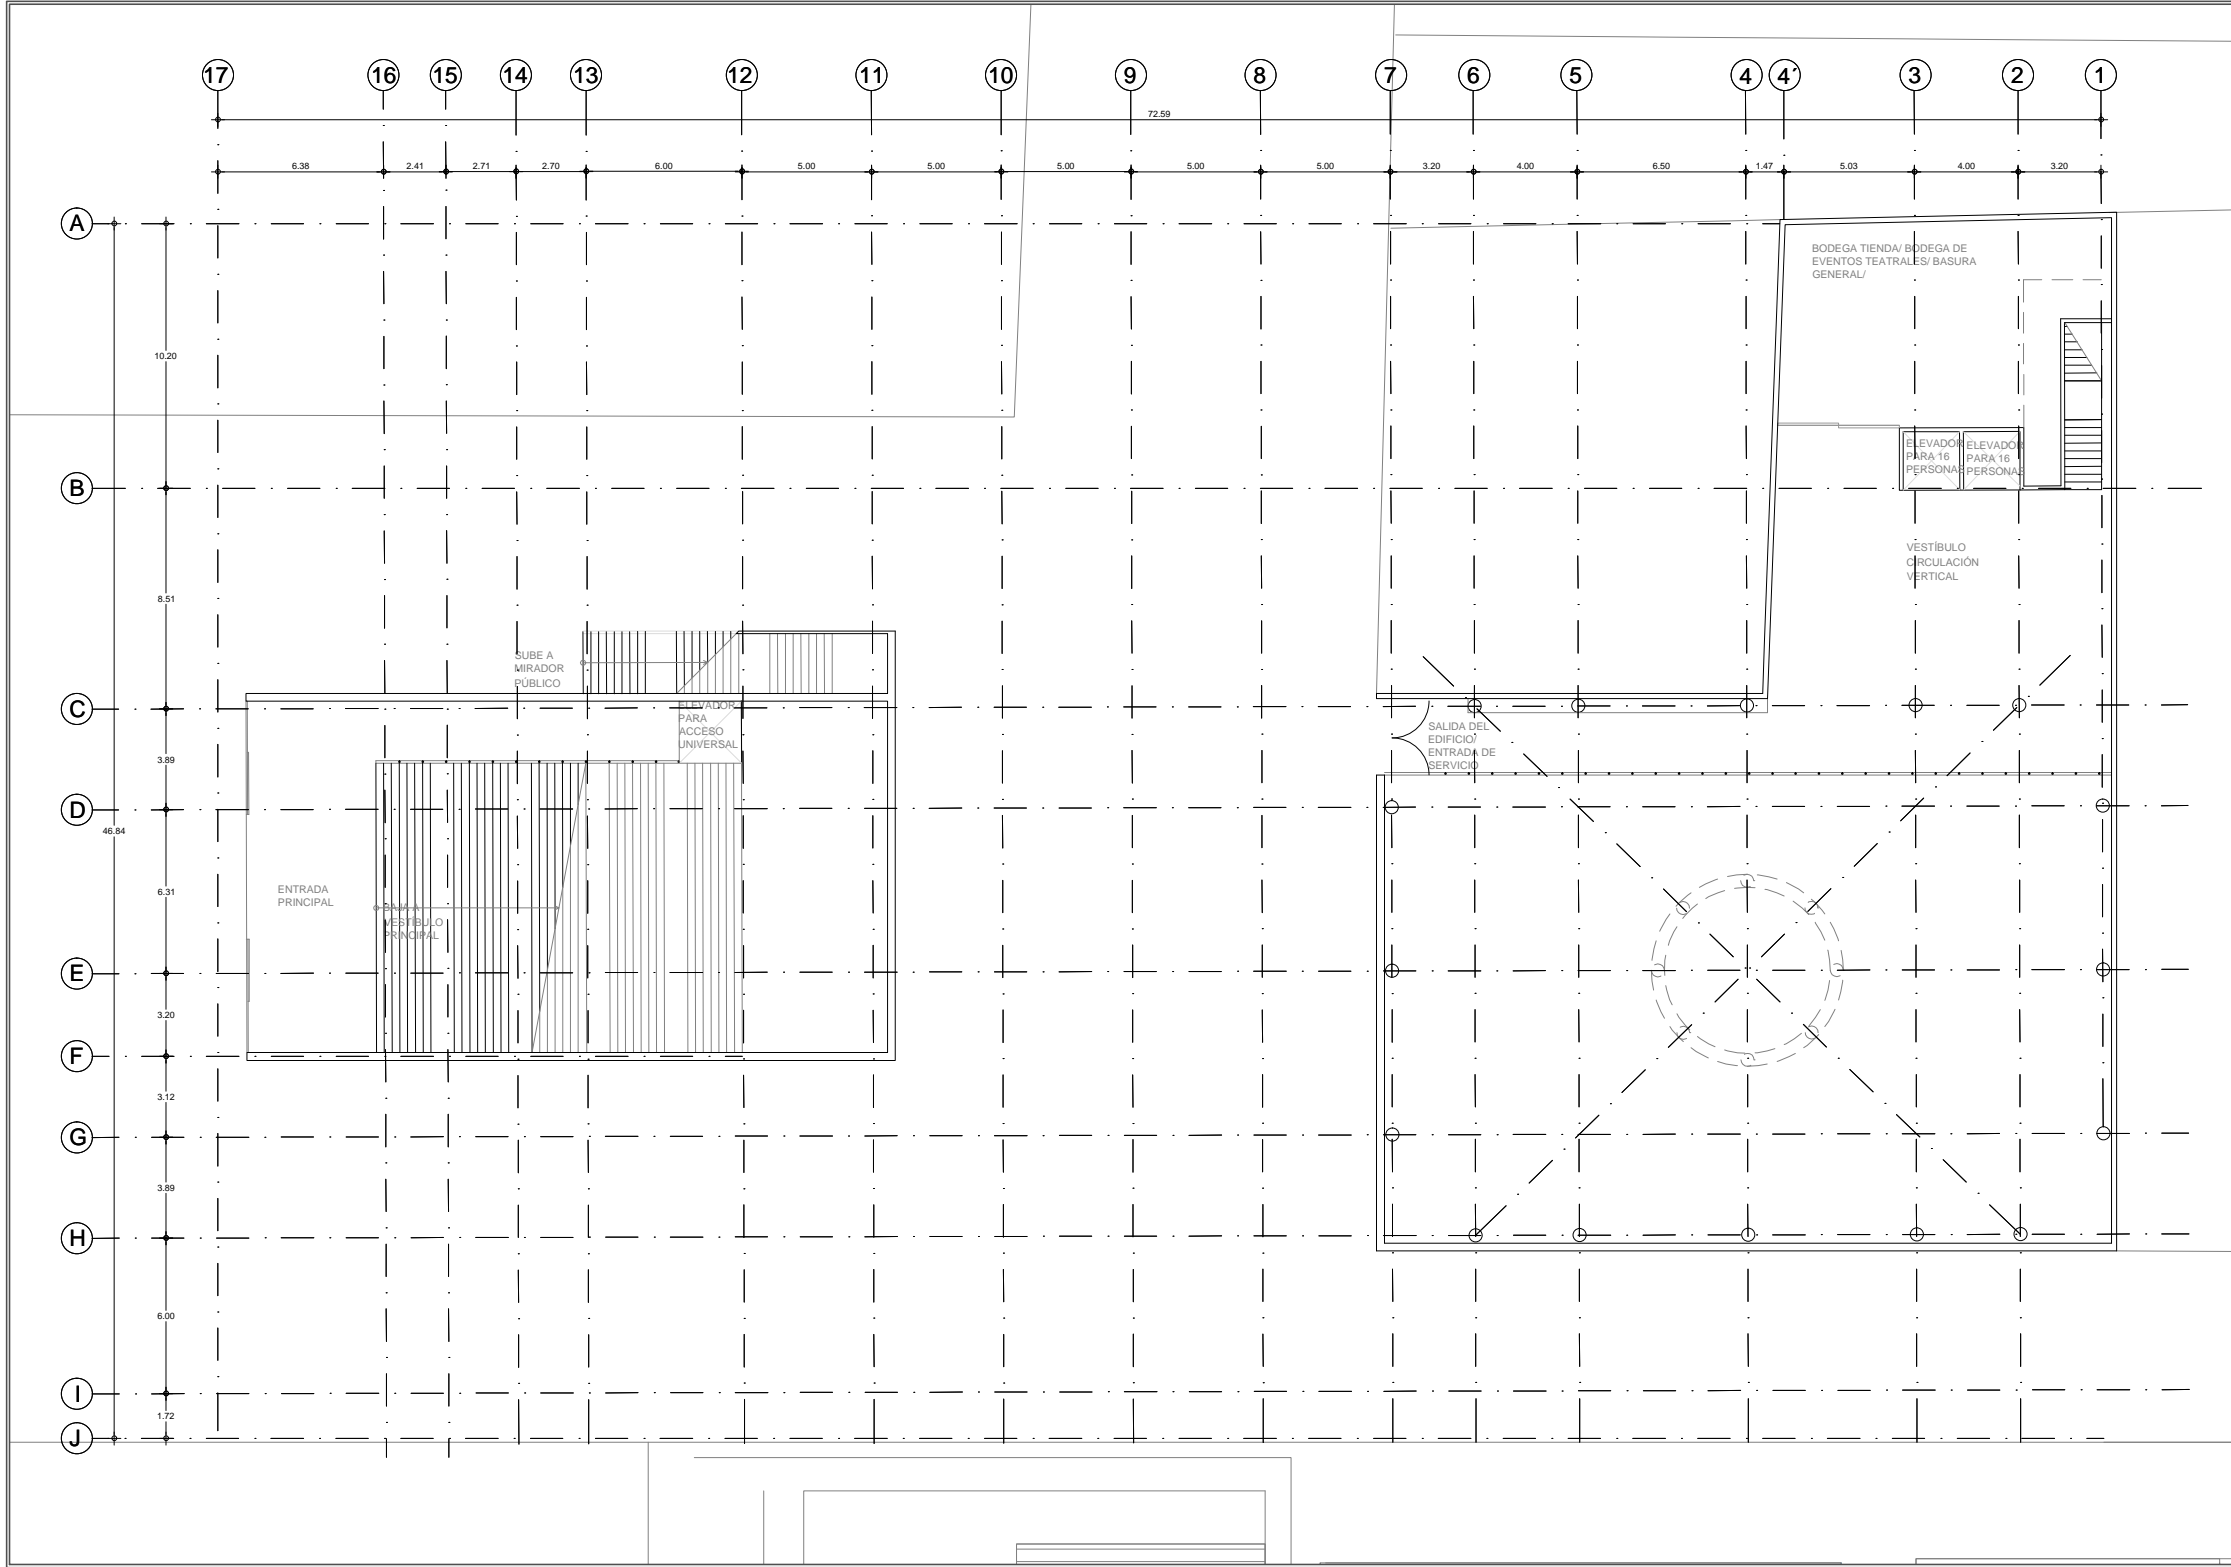 17 16 15 14 13 12 11 10 9 8 7 6 5 4 4´ 3 2 1
72.59
6.38 2.41 2.71 2.70 6.00 5.00 5.00 5.00 5.00 5.00 3.20 4.00 6.50 1.47 5.03 4.00 3.20
A
BODEGA TIENDA/ BODEGA DE
EVENTOS TEATRALES/ BASURA
GENERAL/
10.20
ELEVADOR
PARA 16
PERSONAS
ELEVADOR
PARA 16
PERSONAS
B
VESTÍBULO
CIRCULACIÓN
VERTICAL
8.51
SUBE A
MIRADOR
PÚBLICO
C
ELEVADOR
PARA
ACCESO
UNIVERSAL
SALIDA DEL
EDIFICIO/
ENTRADA DE
SERVICIO
3.89
D
46.84
6.31
ENTRADA
PRINCIPAL
BAJA A
VESTÍBULO
PRINCIPAL
E
3.20
F
3.12
G
3.89
H
6.00
I
1.72
J